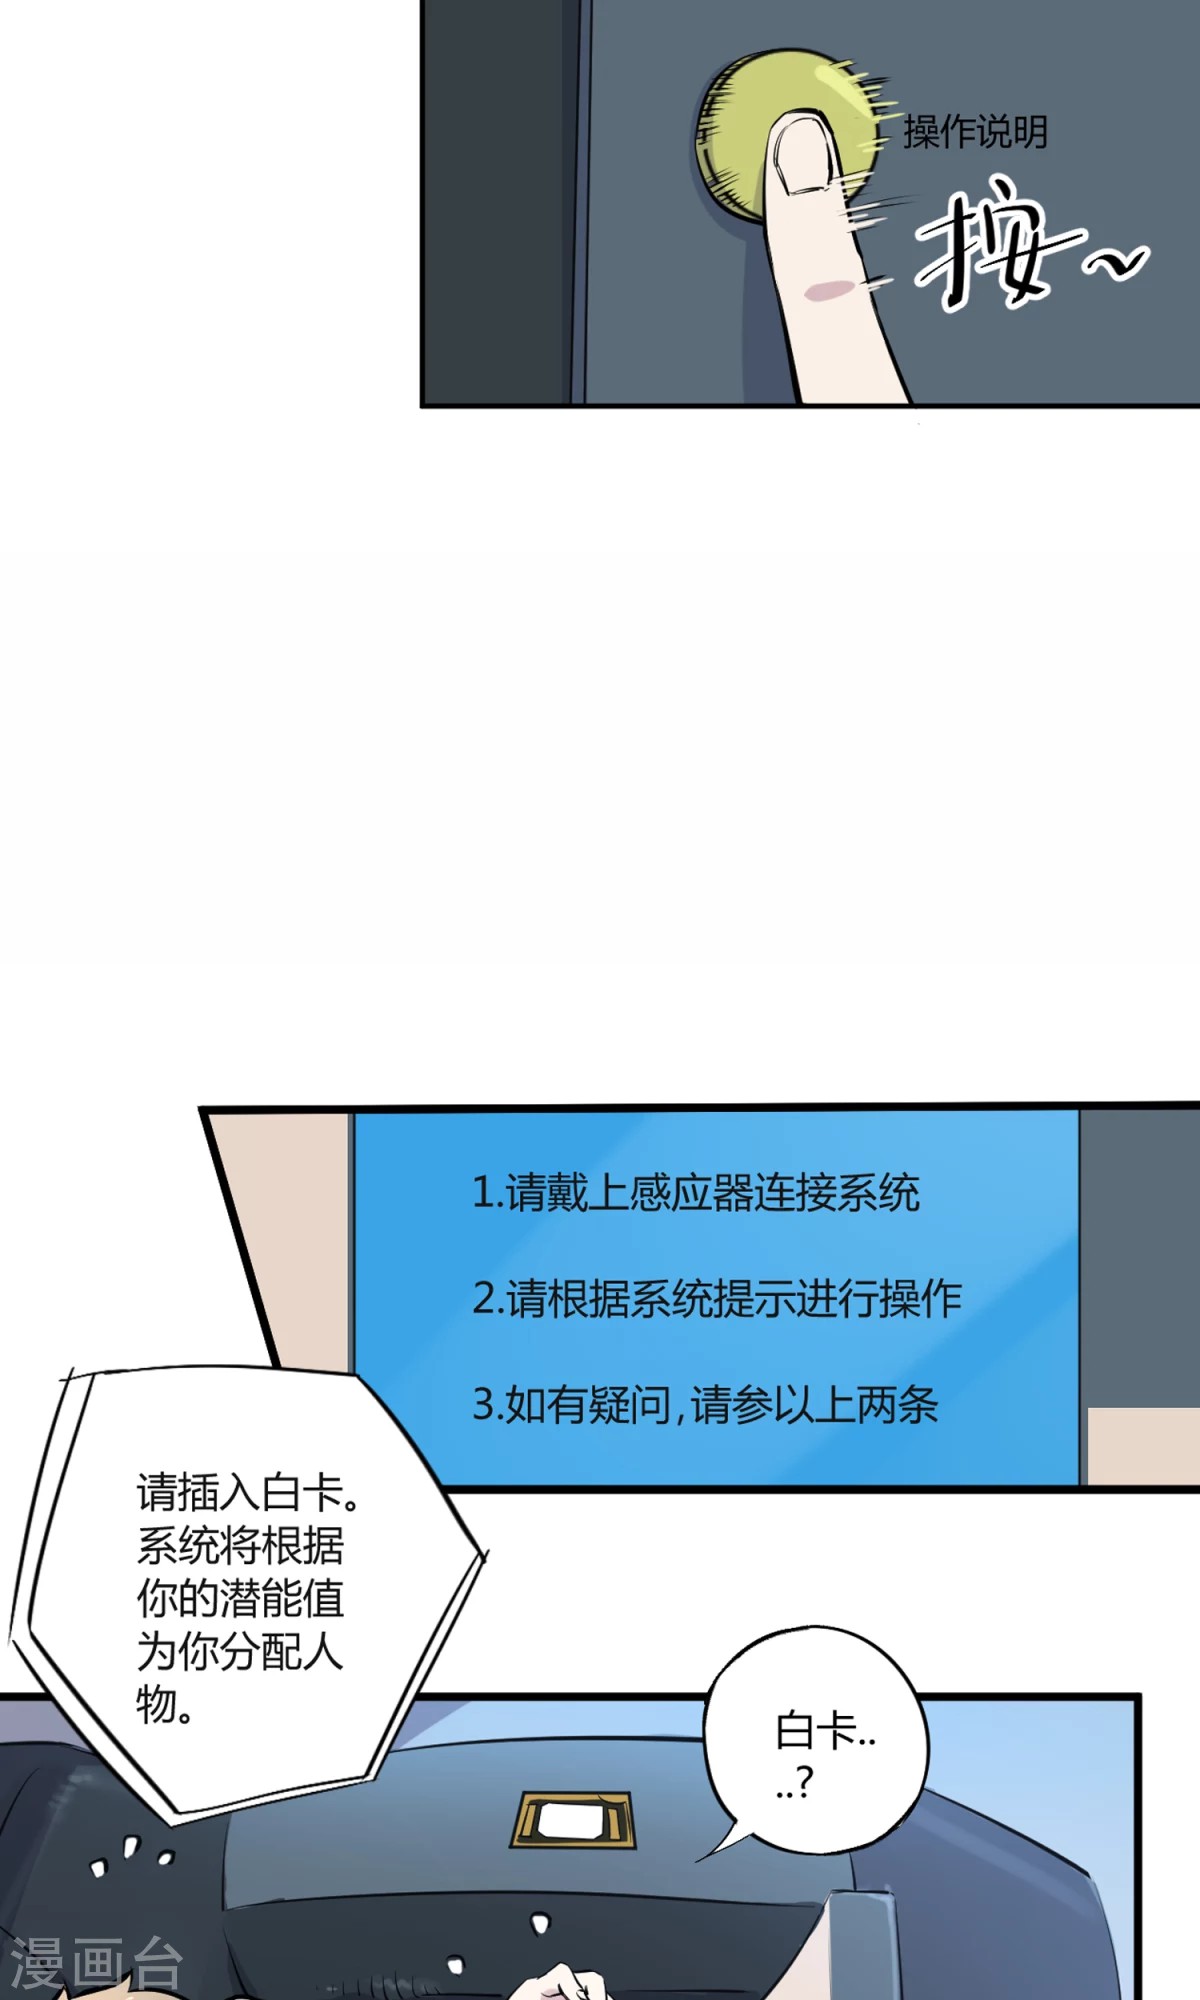 操作说明
按~
1.请戴上感应器连接系统
2.请根据系统提示进行操作
3.如有疑问,请参以上两条
请插入白卡。
系统将根据
你的潜能值
为你分配人
物。
白卡..
..?
漫画台